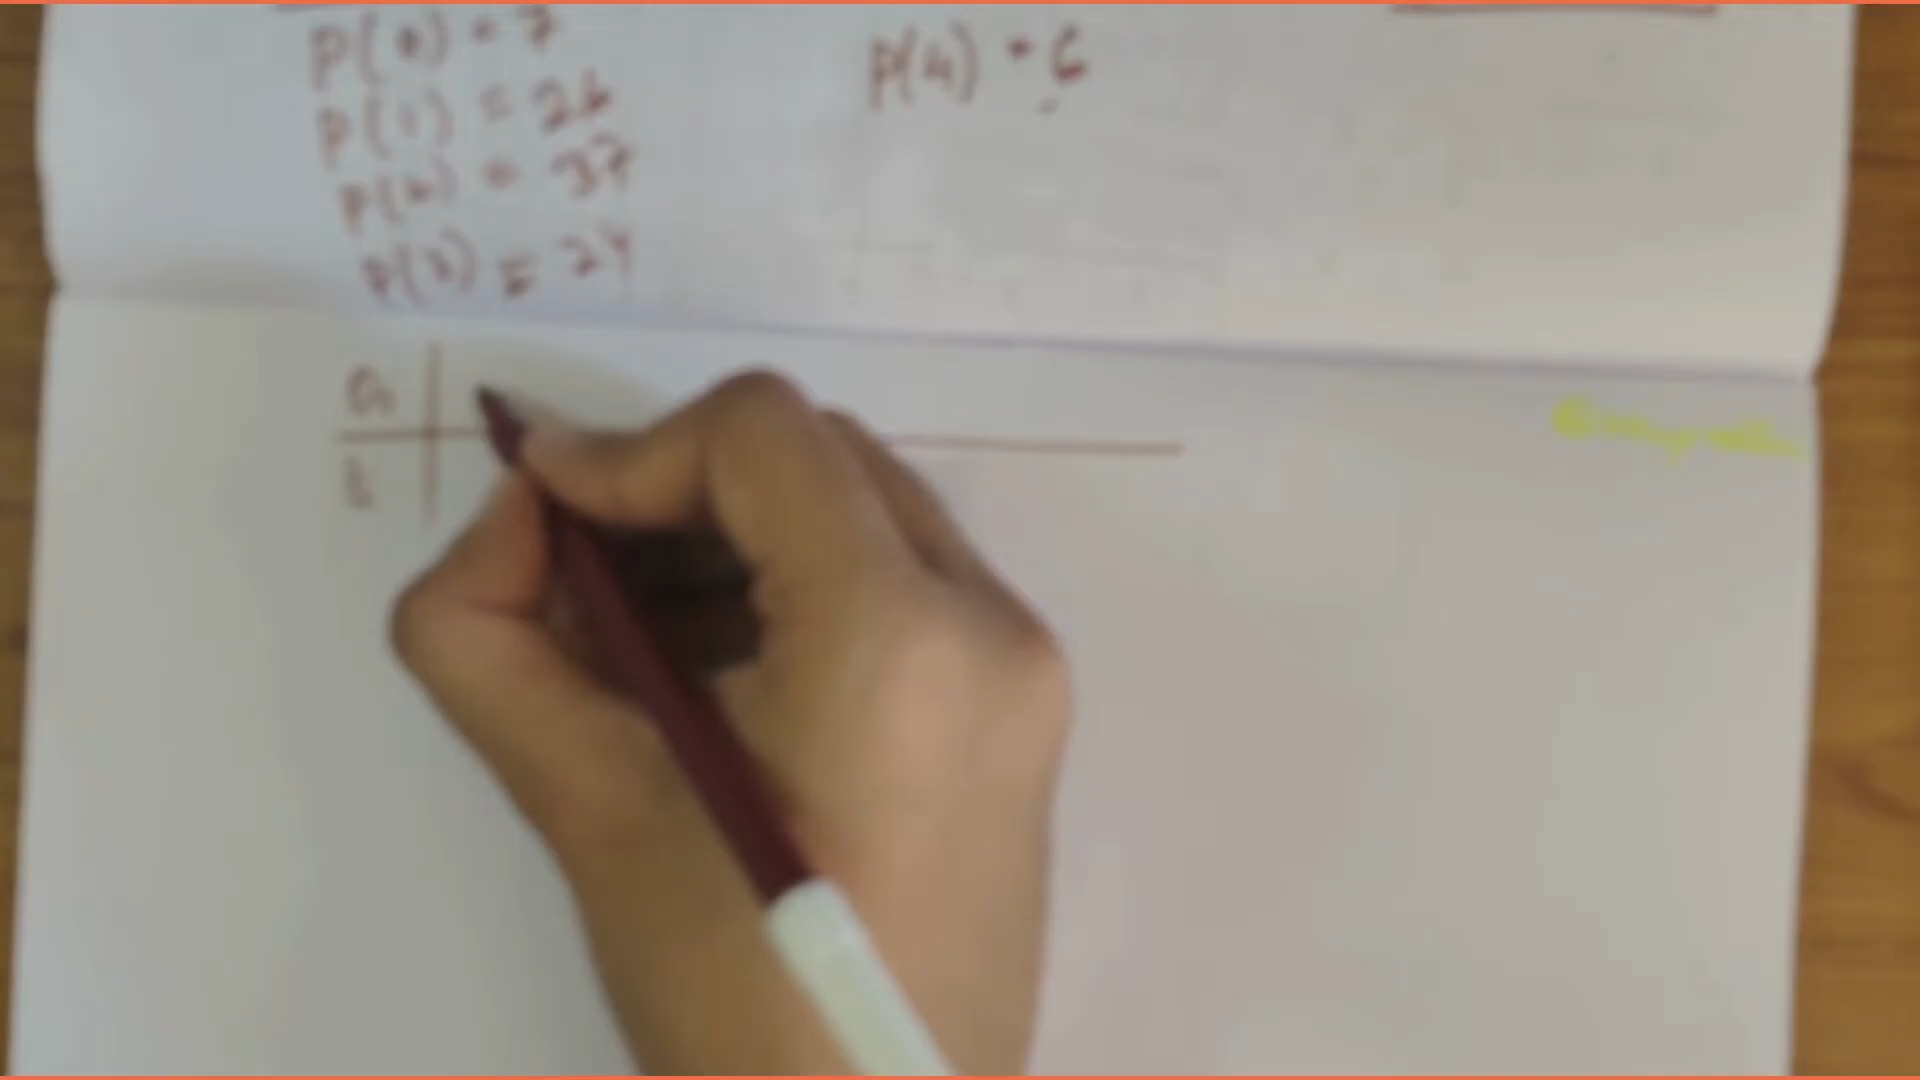 P(0) = 7
P(1) = 26
P(2) = 37
P(3) = 24
P(4) = 6
O